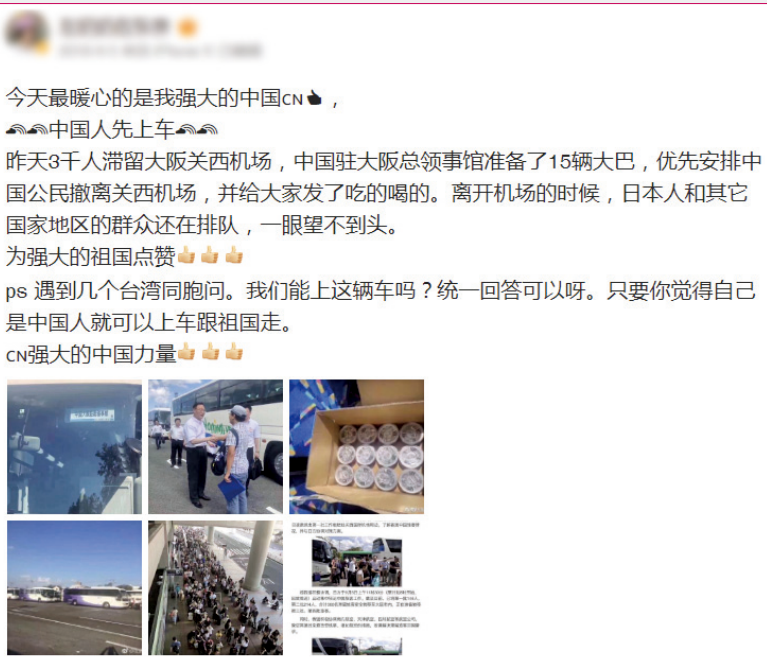 今天最暖心的是我强大的中国CN👍,
🌈🌈中国人先上车🌈🌈
昨天3千人滞留大阪关西机场,中国驻大阪总领事馆准备了15辆大巴,优先安排中
国公民撤离关西机场,并给大家发了吃的喝的。离开机场的时候,日本人和其它
国家地区的群众还在排队,一眼望不到头。
为强大的祖国点赞👍👍👍
ps 遇到几个台湾同胞问。我们能上这辆车吗?统一回答可以呀。只要你觉得自己
是中国人就可以上车跟祖国走。
CN强大的中国力量👍👍👍